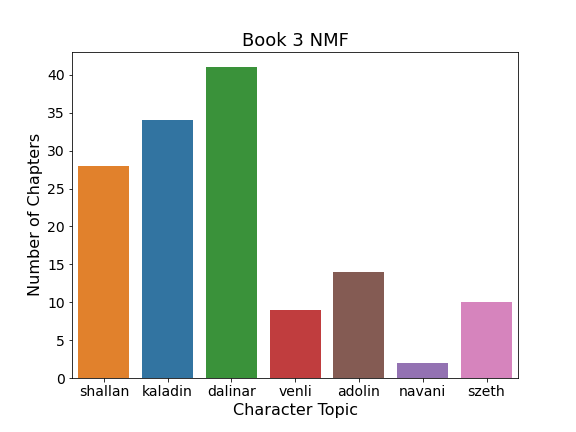 Book 3 NMF
Number of Chapters
40
35
30
25
20
15
10
5
0
shallan kaladin dalinar venli adolin navani szeth
Character Topic